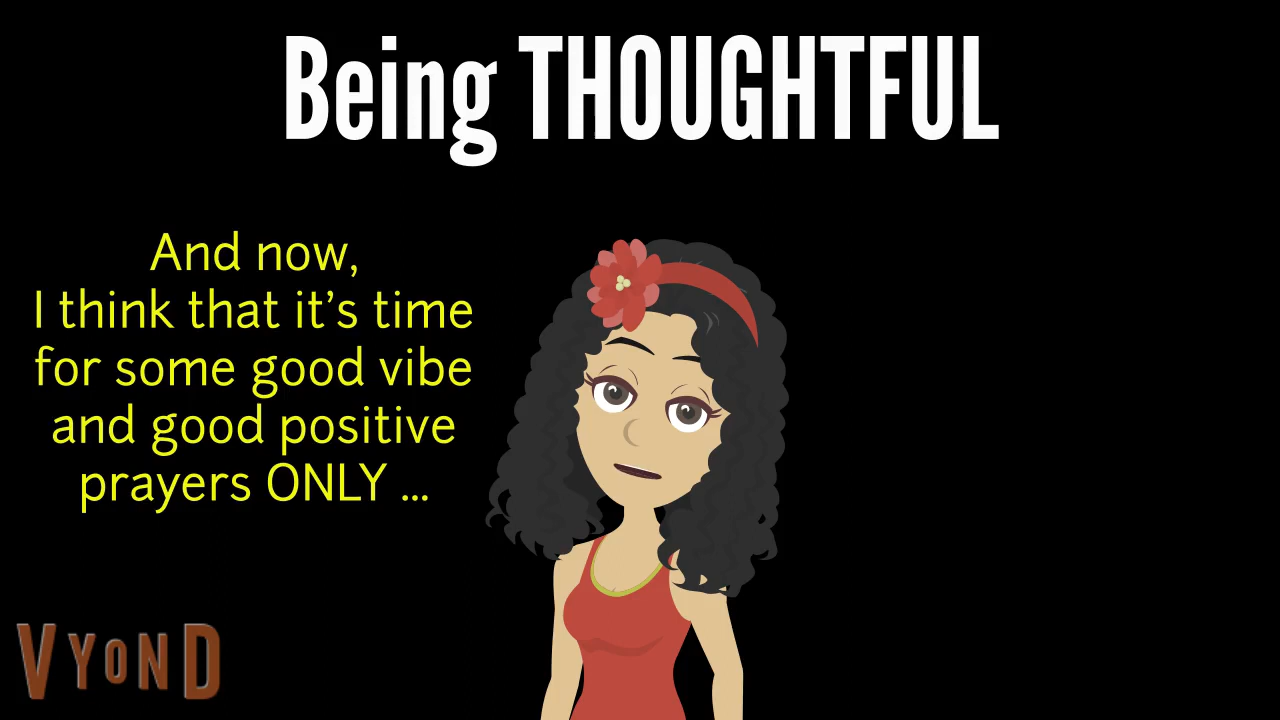 Being THOUGHTFUL
And now,
I think that it’s time
for some good vibe
and good positive
prayers ONLY ...
VYOND